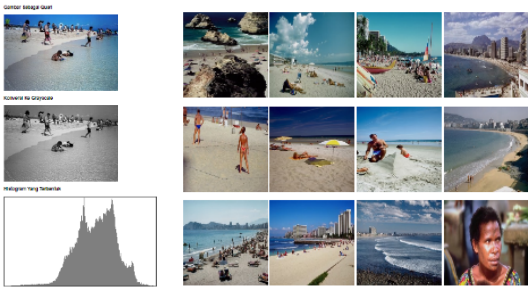 Gambar Sebagai Query
Konversi Ke Grayscale
Histogram Yang Terbentuk